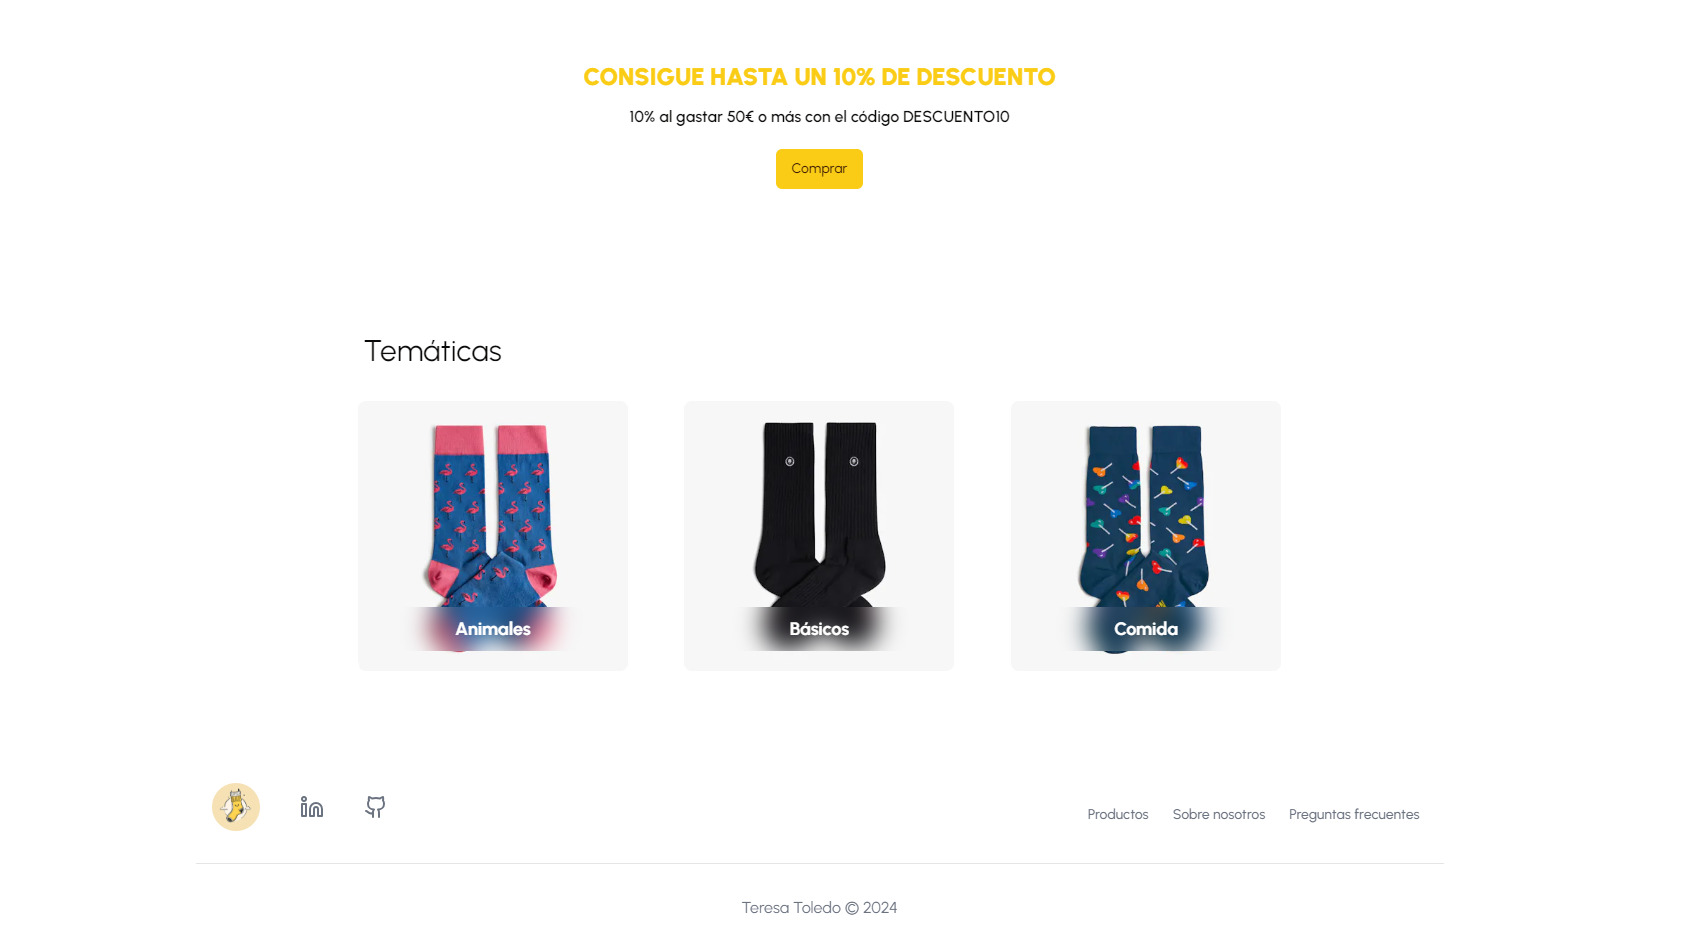 CONSIGUE HASTA UN 10% DE DESCUENTO
10% al gastar 50€ o más con el código DESCUENTO10
Comprar
Temáticas
Animales
Básicos
Comida
Productos
Sobre nosotros
Preguntas frecuentes
Teresa Toledo © 2024